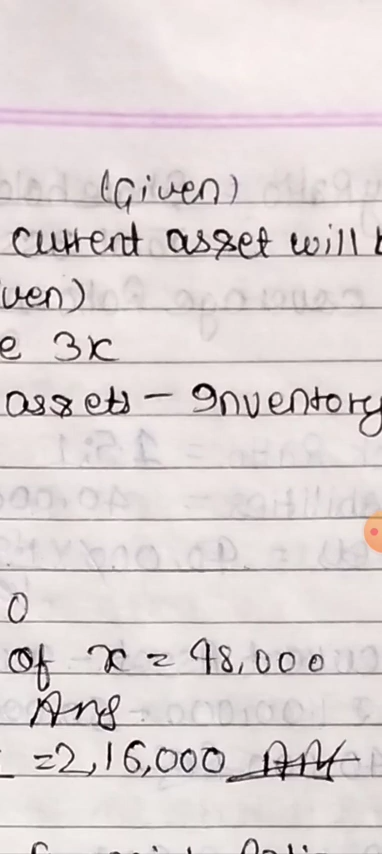 (Given)
current asset will
ven)
e 3x
assets - Inventory
0
of x = 48,000
Ans
= 2,16,000 Ans